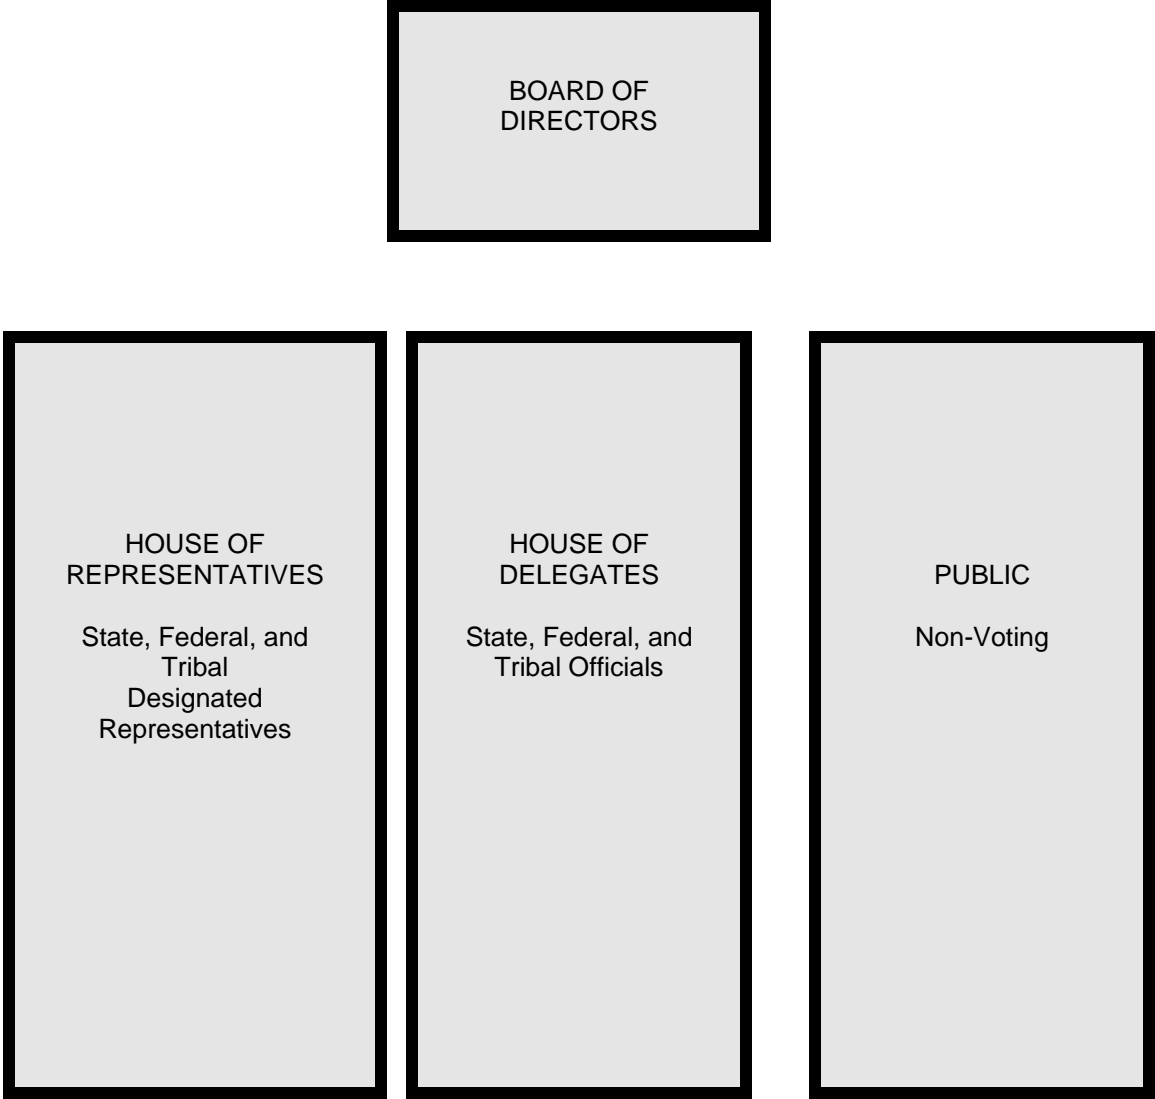 BOARD OF
DIRECTORS
HOUSE OF
REPRESENTATIVES
State, Federal, and
Tribal
Designated
Representatives
HOUSE OF
DELEGATES
State, Federal, and
Tribal Officials
PUBLIC
Non-Voting